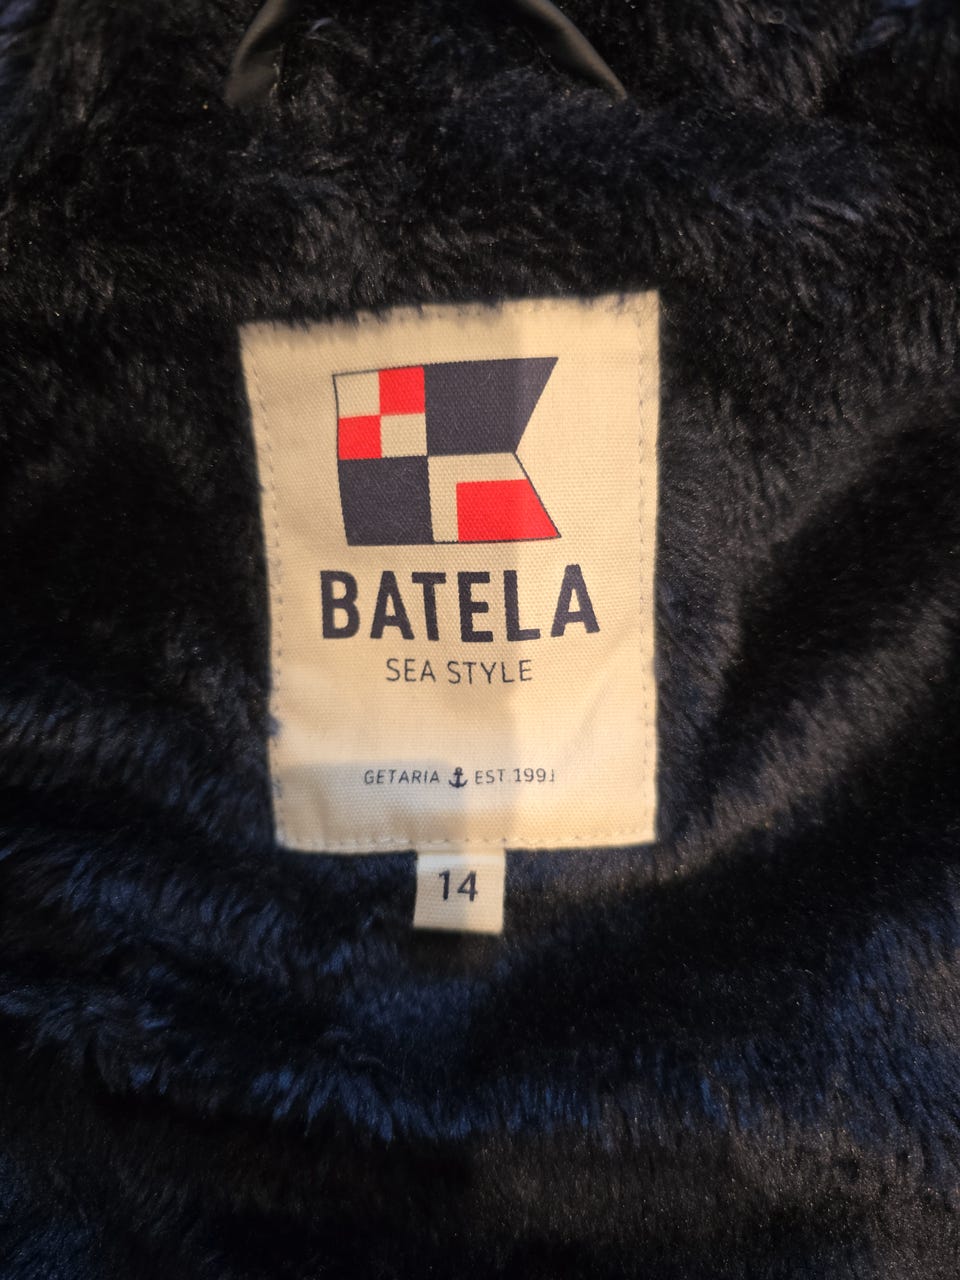 BATELA
SEA STYLE
GETARIA EST.1991
14